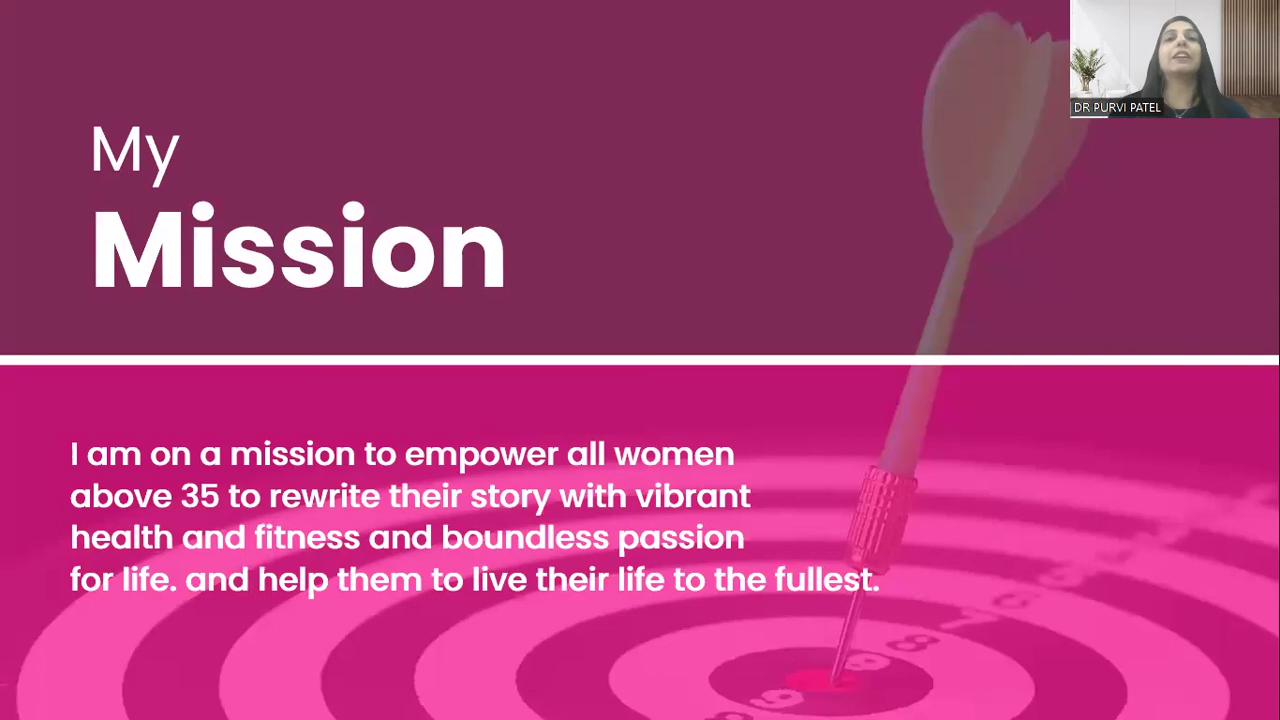 My
Mission
DR PURVI PATEL
I am on a mission to empower all women
above 35 to rewrite their story with vibrant
health and fitness and boundless passion
for life. and help them to live their life to the fullest.